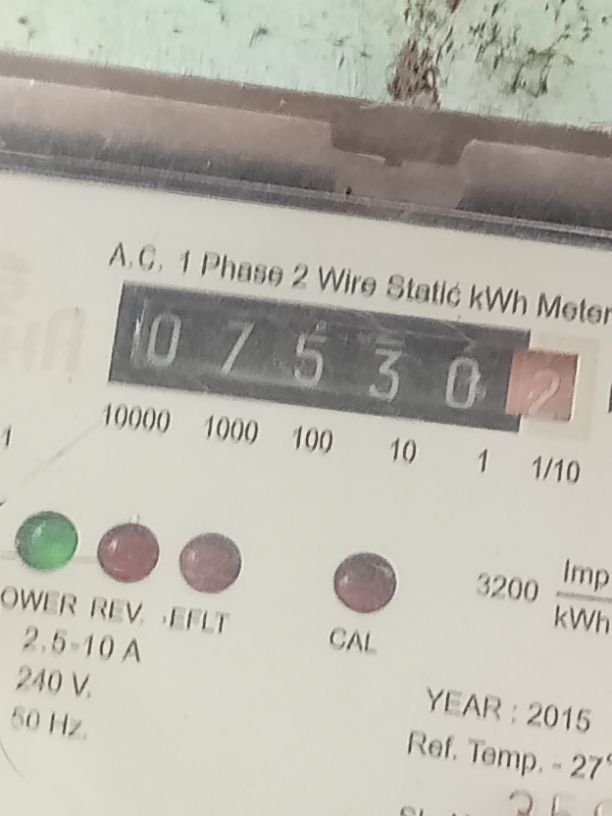 A.C. 1 Phase 2 Wire Static kWh Meter
0 7 5 3 0 2
10000 1000 100 10 1 1/10
1
3200 Imp
kWh
OWER REV. EFLT
CAL
2.5-10 A
240 V.
50 Hz.
YEAR : 2015
Ref. Temp. - 27°